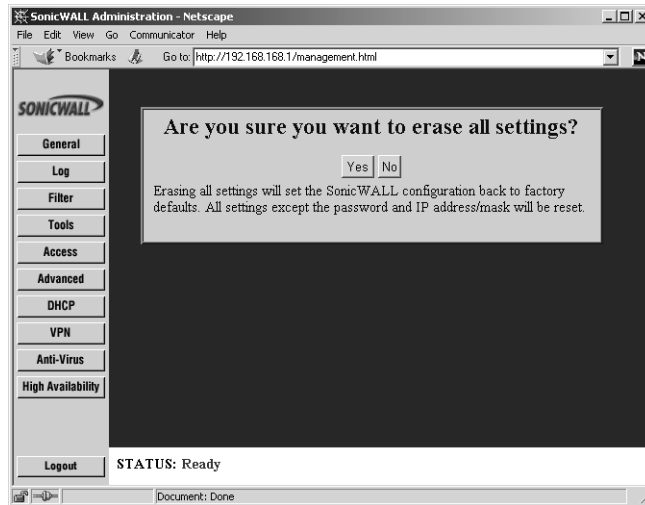 SonicWALL Administration - Netscape
File Edit View Go Communicator Help
Bookmarks Go to: http://192.168.168.1/management.html
N
SONICWALL
General
Log
Filter
Tools
Access
Advanced
DHCP
VPN
Anti-Virus
High Availability
Logout
Are you sure you want to erase all settings?
Yes No
Erasing all settings will set the SonicWALL configuration back to factory
defaults. All settings except the password and IP address/mask will be reset.
STATUS: Ready
Document: Done